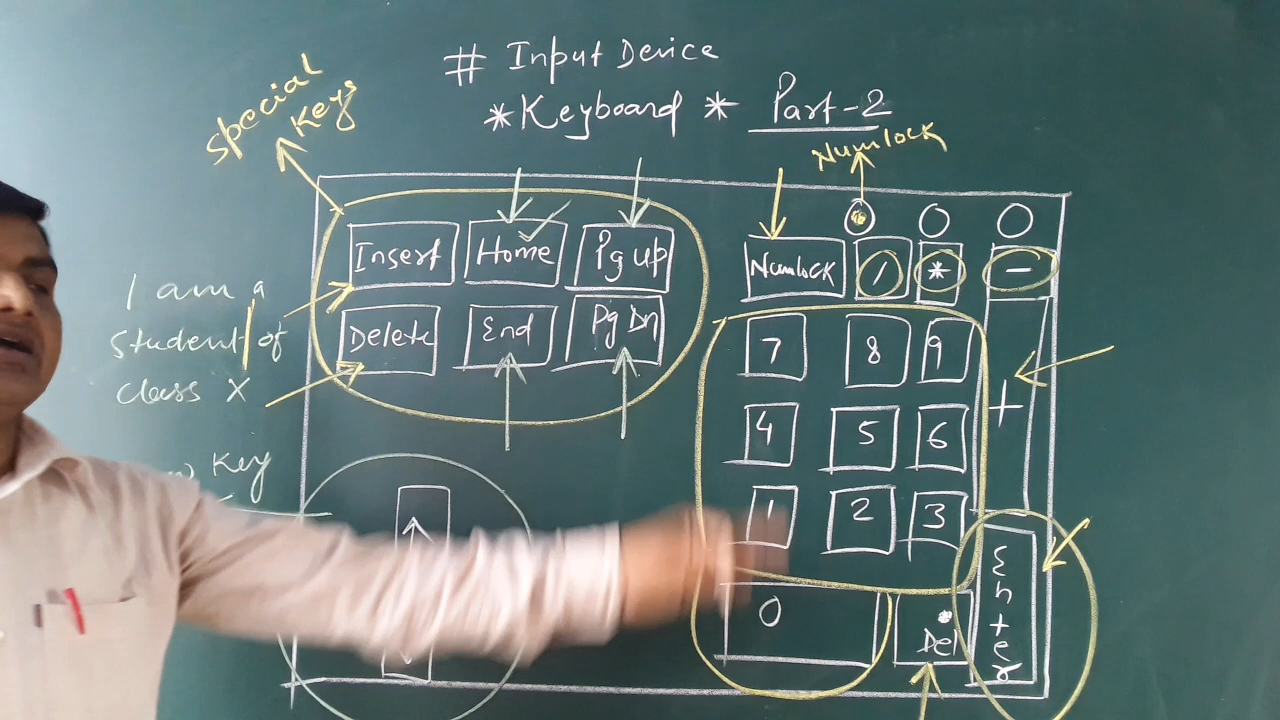 # Input Device
*Keyboard * Part-2
Special Keys
Numlock
Insert Home Pg Up
Numlock / * -
I am a
student of
class X
Delete End Pg Dn
7 8 9
+
4 5 6
Key
1 2 3
Enter
0 . Del